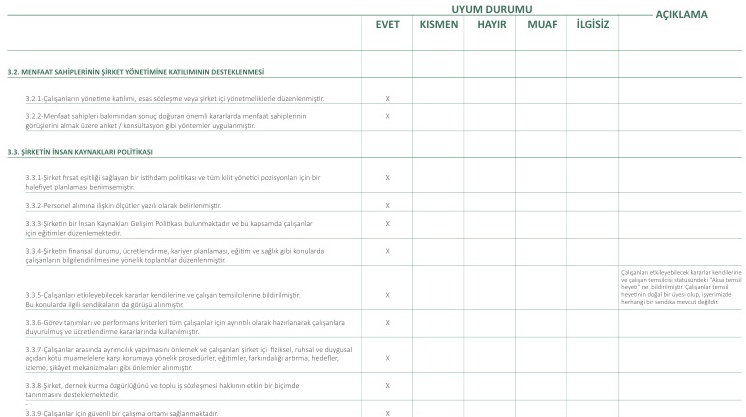 UYUM DURUMU
AÇIKLAMA
EVET KISMEN HAYIR MUAF İLGİSİZ
3.2. MENFAAT SAHİPLERİNİN ŞİRKET YÖNETİMİNE KATILIMININ DESTEKLENMESİ
3.2.1-Çalışanların yönetime katılımı, esas sözleşme veya şirket içi yönetmeliklerle düzenlenmiştir. X
3.2.2-Menfaat sahipleri bakımından sonuç doğuran önemli kararlarda menfaat sahiplerinin X
görüşlerini almak üzere anket / konsültasyon gibi yöntemler uygulanmıştır.
3.3. ŞİRKETİN İNSAN KAYNAKLARI POLİTİKASI
3.3.1-Şirket fırsat eşitliği sağlayan bir istihdam politikası ve tüm kilit yönetici pozisyonları için bir X
halefiyet planlaması benimsemiştir.
3.3.2-Personel alımına ilişkin ölçütler yazılı olarak belirlenmiştir. X
3.3.3-Şirketin bir İnsan Kaynakları Gelişim Politikası bulunmaktadır ve bu kapsamda çalışanlar X
için eğitimler düzenlemektedir.
3.3.4-Şirketin finansal durumu, ücretlendirme, kariyer planlaması, eğitim ve sağlık gibi konularda X
çalışanların bilgilendirilmesine yönelik toplantılar düzenlenmiştir.
3.3.5-Çalışanları etkileyebilecek kararlar kendilerine ve çalışan temsilcilerine bildirilmiştir. X
Bu konularda ilgili sendikaların da görüşü alınmıştır.
Çalışanları etkileyebilecek kararlar kendilerine
ve çalışan temsilcisi statüsündeki "Aksa temsil
heyeti" ne bildirilmiştir. Çalışanlar temsil
heyetinin doğal bir üyesi olup, işyerimizde
herhangi bir sendika mevcut değildir.
3.3.6-Görev tanımları ve performans kriterleri tüm çalışanlar için ayrıntılı olarak hazırlanarak çalışanlara X
duyurulmuş ve ücretlendirme kararlarında kullanılmıştır.
3.3.7-Çalışanlar arasında ayrımcılık yapılmasını önlemek ve çalışanları şirket içi fiziksel, ruhsal ve duygusal
açıdan kötü muamelelere karşı korumaya yönelik prosedürler, eğitimler, farkındalığı artırma, hedefler, X
izleme, şikâyet mekanizmaları gibi önlemler alınmıştır.
3.3.8-Şirket, dernek kurma özgürlüğünü ve toplu iş sözleşmesi hakkının etkin bir biçimde X
tanınmasını desteklemektedir.
3.3.9-Çalışanlar için güvenli bir çalışma ortamı sağlanmaktadır. X